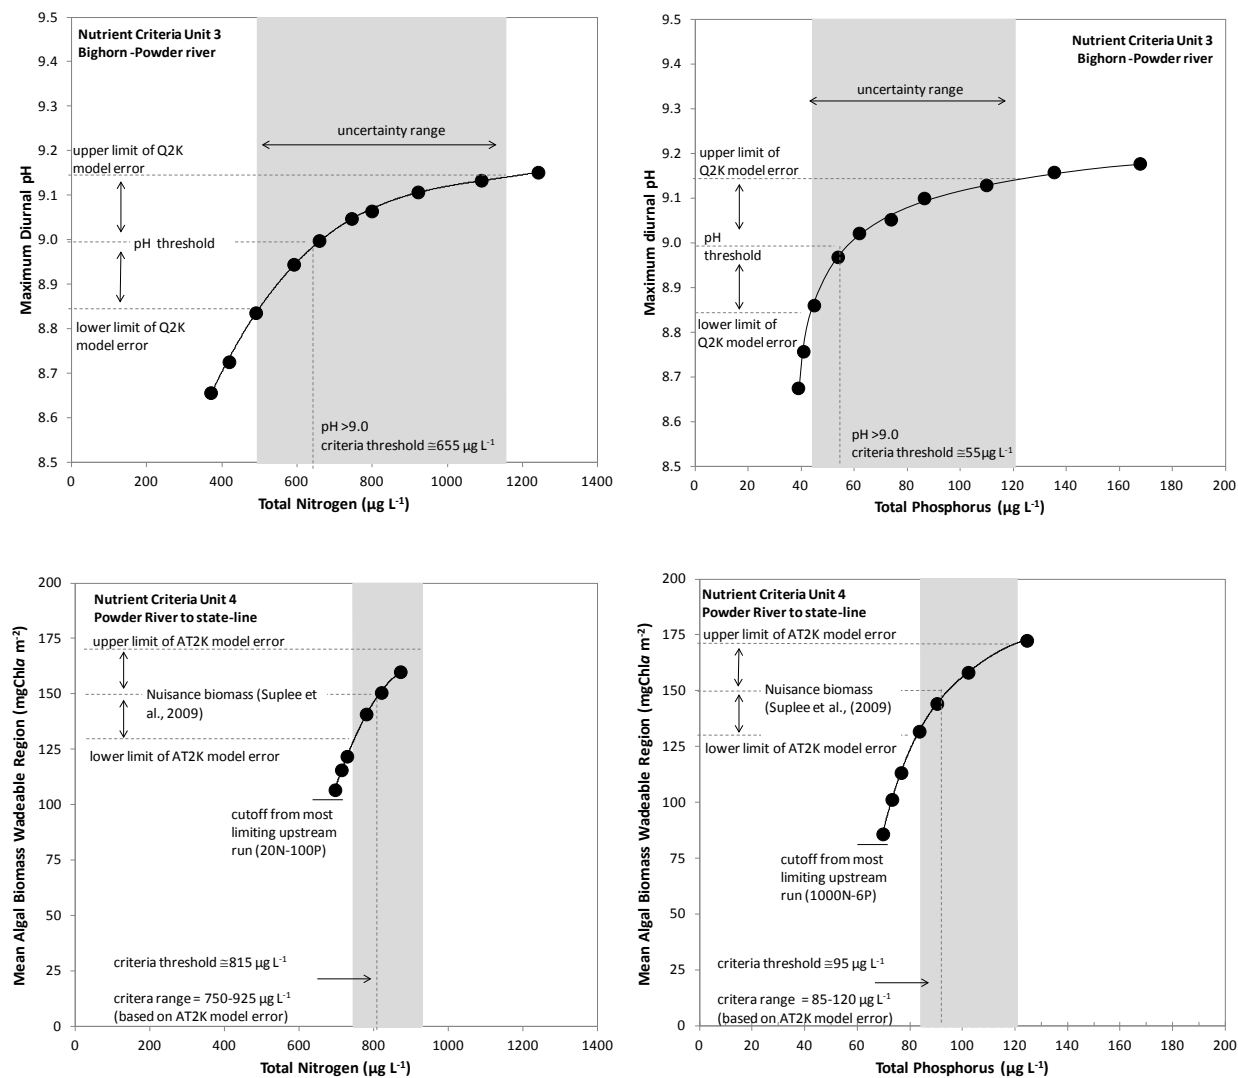 Nutrient Criteria Unit 3
Bighorn -Powder river
Maximum Diurnal pH
9.5
9.4
9.3
9.2
9.1
9.0
8.9
8.8
8.7
8.6
8.5
uncertainty range
upper limit of Q2K
model error
pH threshold
lower limit of Q2K
model error
pH >9.0
criteria threshold ≅655 µg L-1
0
200
400
600
800
1000
1200
1400
Total Nitrogen (µg L-1)
Nutrient Criteria Unit 3
Bighorn -Powder river
Maximum diurnal pH
9.5
9.4
9.3
9.2
9.1
9.0
8.9
8.8
8.7
8.6
8.5
uncertainty range
upper limit of
Q2K model error
pH
threshold
lower limit of
Q2K model error
pH >9.0
criteria threshold ≅55µg L-1
0
20
40
60
80
100
120
140
160
180
200
Total Phosphorus (µg L-1)
Nutrient Criteria Unit 4
Powder River to state-line
Mean Algal Biomass Wadeable Region (mgChla m-2)
200
175
150
125
100
75
50
25
0
upper limit of AT2K model error
Nuisance biomass (Suplee et
al., 2009)
lower limit of AT2K model error
cutoff from most
limiting upstream
run (20N-100P)
criteria threshold ≅815 µg L-1
critera range = 750-925 µg L-1
(based on AT2K model error)
0
200
400
600
800
1000
1200
1400
Total Nitrogen (µg L-1)
Nutrient Criteria Unit 4
Powder River to state-line
Mean Algal Biomass Wadeable Region (mgChla m-2)
200
175
150
125
100
75
50
25
0
upper limit of AT2K model error
Nuisance biomass
(Suplee et al., (2009)
lower limit of AT2K model error
cutoff from most
limiting upstream
run (1000N-6P)
criteria threshold ≅95 µg L-1
critera range = 85-120 µg L-1
(based on AT2K model error)
0
20
40
60
80
100
120
140
160
180
200
Total Phosphorus (µg L-1)